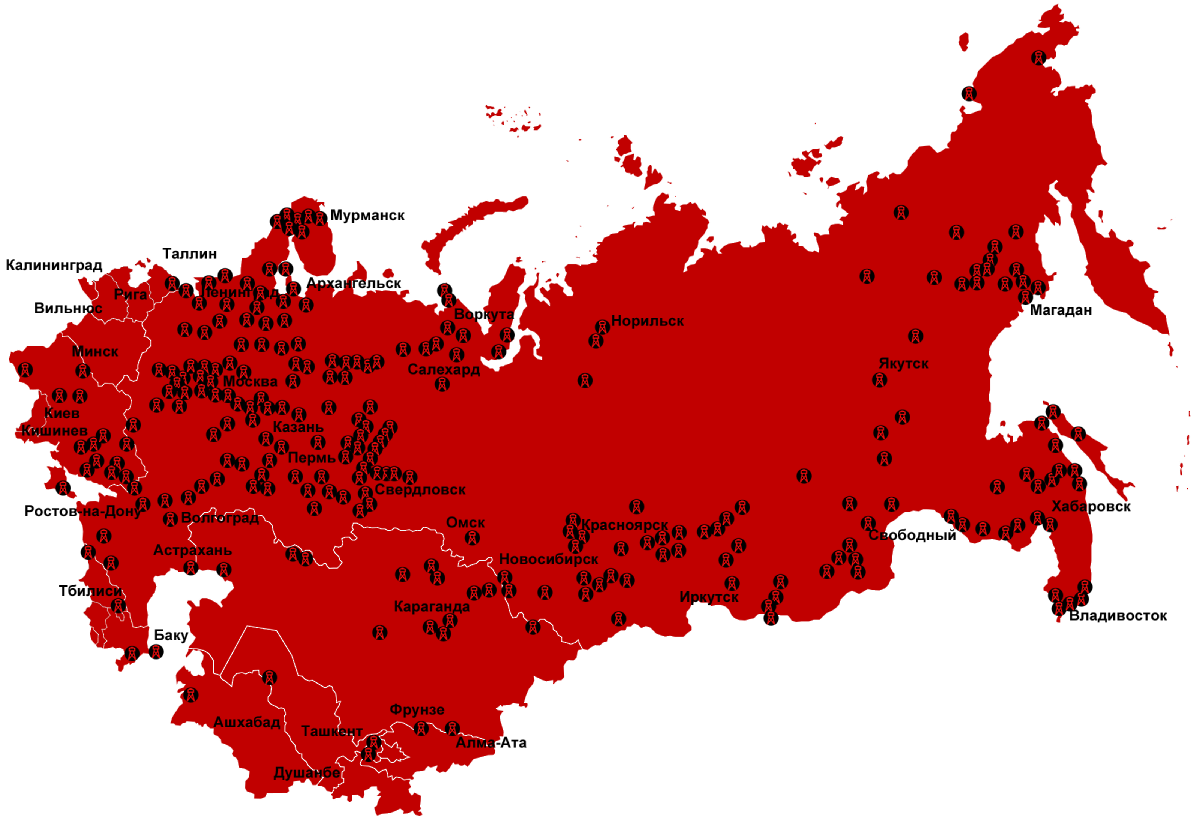 Мурманск
Таллин
Калининград
Архангельск
Ленинград
Рига
Вильнюс
Воркута
Норильск
Магадан
Минск
Якутск
Салехард
Москва
Киев
Казань
Кишинев
Пермь
Свердловск
Хабаровск
Ростов-на-Дону
Волгоград
Омск
Красноярск
Свободный
Астрахань
Новосибирск
Тбилиси
Иркутск
Караганда
Владивосток
Баку
Фрунзе
Ашхабад
Ташкент
Алма-Ата
Душанбе